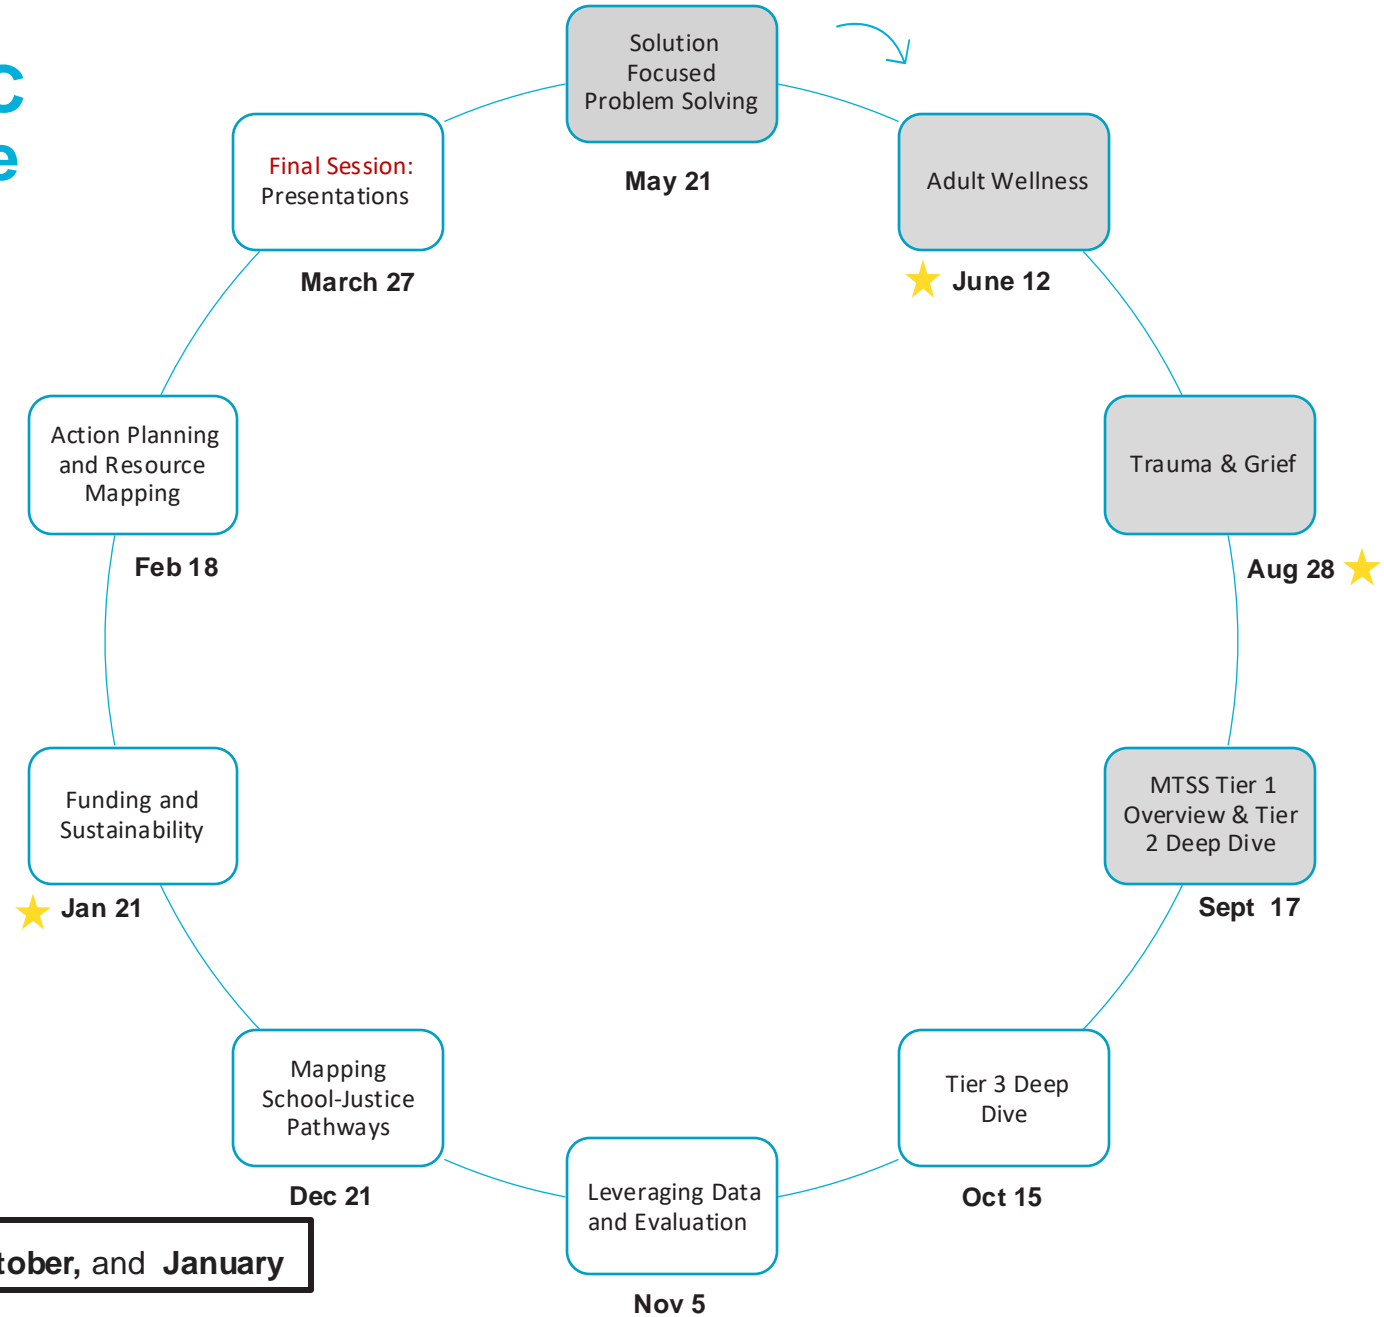 Solution
Focused
Problem Solving
May 21
Adult Wellness
June 12
Trauma & Grief
Aug 28
MTSS Tier 1
Overview & Tier
2 Deep Dive
Sept 17
Tier 3 Deep
Dive
Oct 15
Leveraging Data
and Evaluation
Nov 5
Mapping
School-Justice
Pathways
Dec 21
Funding and
Sustainability
Jan 21
Action Planning
and Resource
Mapping
Feb 18
Final Session:
Presentations
March 27
tober, and January